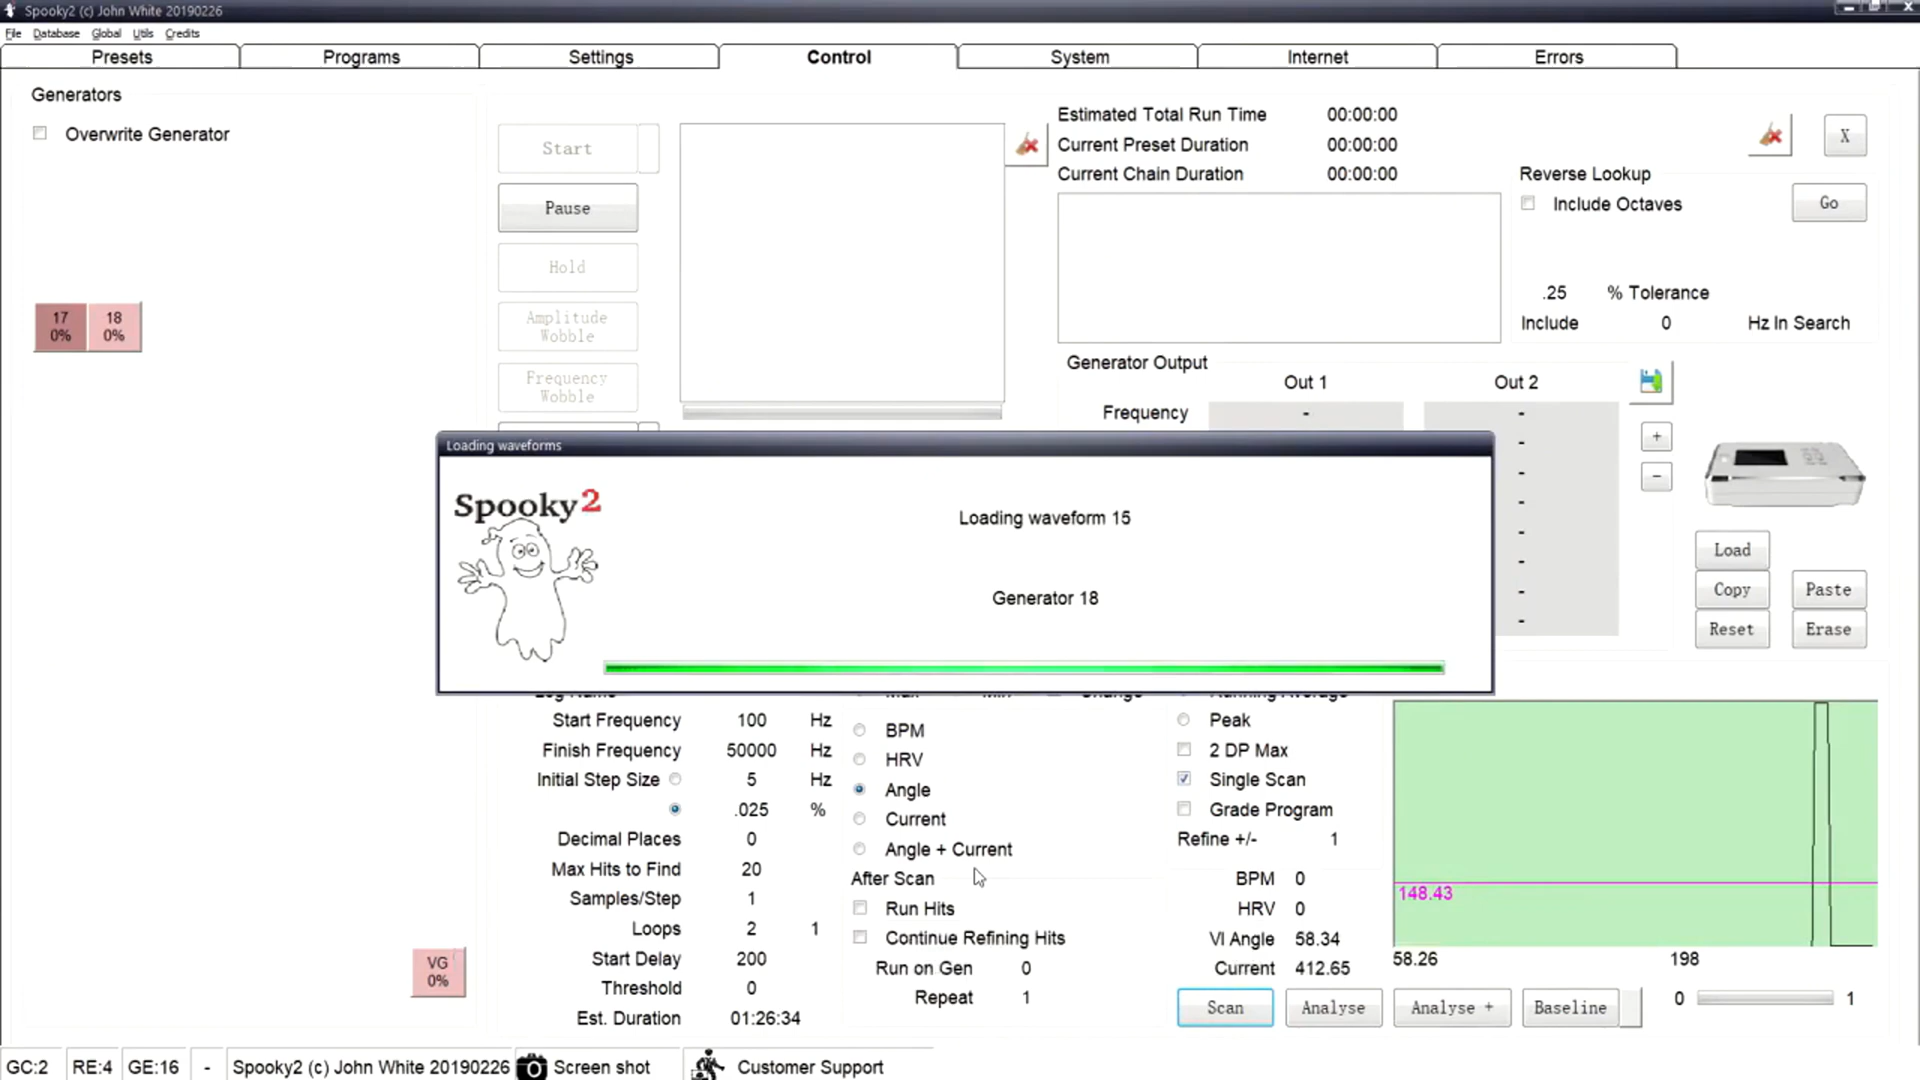 Spooky2 (c) John White 20190226
File Database Global Utils Credits
Presets Programs Settings Control System Internet Errors
Generators
Overwrite Generator
17
0%
18
0%
VG
0%
Start
Pause
Hold
Amplitude
Wobble
Frequency
Wobble
Estimated Total Run Time 00:00:00
Current Preset Duration 00:00:00
Current Chain Duration 00:00:00
X
Reverse Lookup
Include Octaves
Go
.25 % Tolerance
Include 0 Hz In Search
Generator Output
Out 1 Out 2
Frequency - -
-
-
-
-
-
-
-
+
-
Load
Copy Paste
Reset Erase
Loading waveforms
Spooky2
Loading waveform 15
Generator 18
Log Name
Start Frequency 100 Hz
Finish Frequency 50000 Hz
Initial Step Size 5 Hz
.025 %
Decimal Places 0
Max Hits to Find 20
Samples/Step 1
Loops 2 1
Start Delay 200
Threshold 0
Est. Duration 01:26:34
Max Min Change
BPM
HRV
Angle
Current
Angle + Current
After Scan
Run Hits
Continue Refining Hits
Run on Gen 0
Repeat 1
Running Average
Peak
2 DP Max
Single Scan
Grade Program
Refine +/- 1
BPM 0
HRV 0
VI Angle 58.34
Current 412.65
148.43
58.26 198
Scan Analyse Analyse + Baseline
0 1
GC:2 RE:4 GE:16 - Spooky2 (c) John White 20190226 Screen shot Customer Support